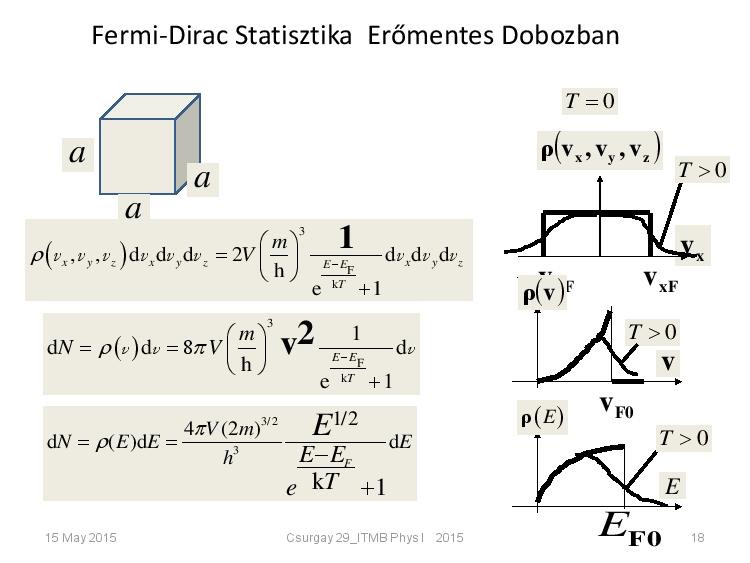 Fermi-Dirac Statisztika Erőmentes Dobozban
a
a
a
ρ(v_x, v_y, v_z) dv_x dv_y dv_z = 2V (m/h)^3 1/(e^((E−E_F)/kT) + 1) dv_x dv_y dv_z
dN = ρ(v) dv = 8πV (m/h)^3 v^2 1/(e^((E−E_F)/kT) + 1) dv
dN = ρ(E)dE = (4πV(2m)^(3/2)/h^3) E^(1/2)/(e^((E−E_F)/kT) + 1) dE
T = 0
ρ(v_x, v_y, v_z)
T > 0
v_x
v_xF
ρ(v)
T > 0
v
v_F0
ρ(E)
T > 0
E
E_F0
15 May 2015
Csurgay 29_ITMB Phys I 2015
18